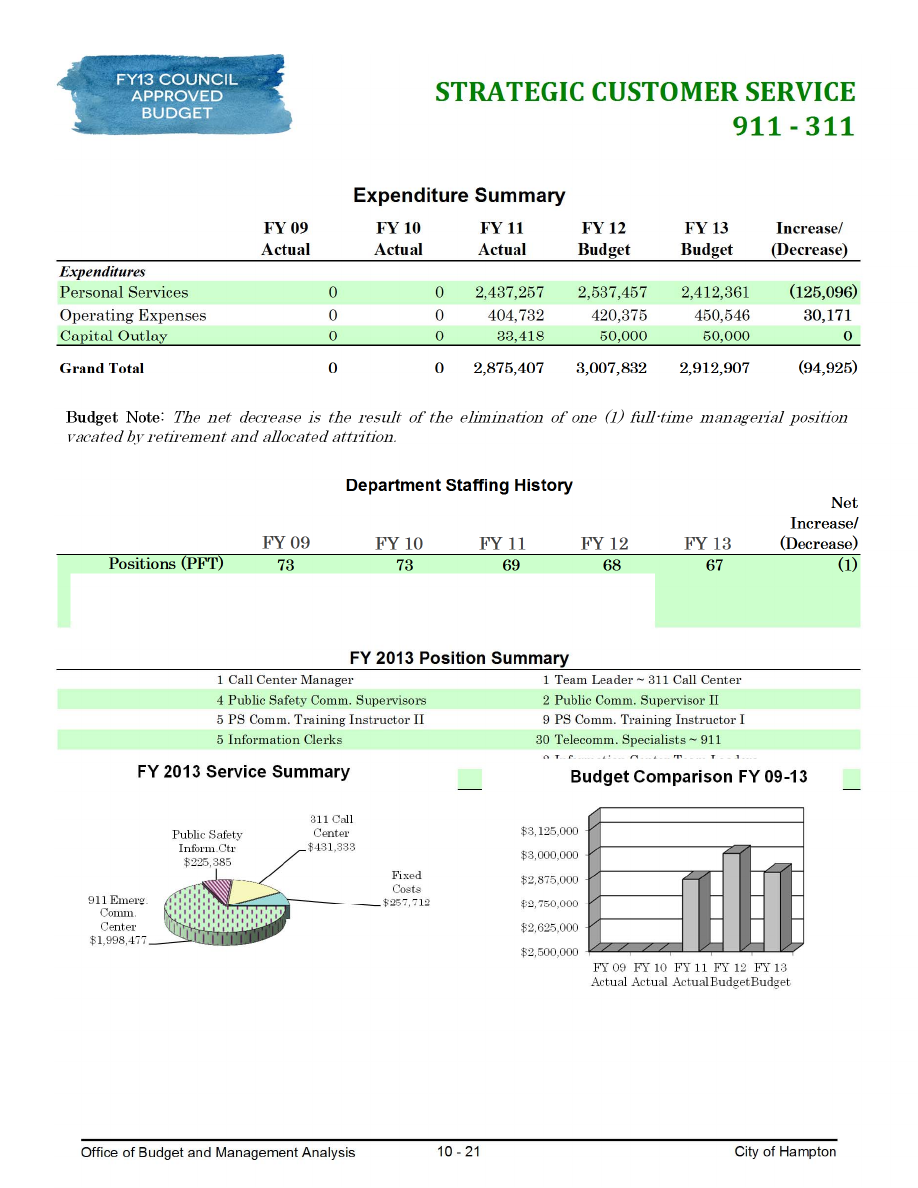 FY13 COUNCIL
APPROVED
BUDGET
STRATEGIC CUSTOMER SERVICE
911 - 311
Expenditure Summary
FY 09 FY 10 FY 11 FY 12 FY 13 Increase/
Actual Actual Actual Budget Budget (Decrease)
Expenditures
Personal Services 0 0 2,437,257 2,537,457 2,412,361 (125,096)
Operating Expenses 0 0 404,732 420,375 450,546 30,171
Capital Outlay 0 0 33,418 50,000 50,000 0
Grand Total 0 0 2,875,407 3,007,832 2,912,907 (94,925)
Budget Note: The net decrease is the result of the elimination of one (1) full-time managerial position
vacated by retirement and allocated attrition.
Department Staffing History
Net
Increase/
FY 09 FY 10 FY 11 FY 12 FY 13 (Decrease)
Positions (PFT) 73 73 69 68 67 (1)
FY 2013 Position Summary
1 Call Center Manager 1 Team Leader ~ 311 Call Center
4 Public Safety Comm. Supervisors 2 Public Comm. Supervisor II
5 PS Comm. Training Instructor II 9 PS Comm. Training Instructor I
5 Information Clerks 30 Telecomm. Specialists ~ 911
Information Center Team Leaders
FY 2013 Service Summary
311 Call
Center
$431,333
Public Safety
Inform.Ctr
$225,385
Fixed
Costs
$257,712
911 Emerg.
Comm.
Center
$1,998,477
Budget Comparison FY 09-13
$3,125,000
$3,000,000
$2,875,000
$2,750,000
$2,625,000
$2,500,000
FY 09 FY 10 FY 11 FY 12 FY 13
Actual Actual Actual Budget Budget
Office of Budget and Management Analysis 10 - 21 City of Hampton